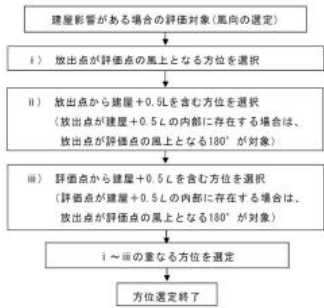 建屋影響がある場合の評価対象(風向の選定)
ⅰ) 放出点が評価点の風上となる方位を選択
ⅱ) 放出点から建屋+0.5Lを含む方位を選択
(放出点が建屋+0.5Lの内部に存在する場合は、
放出点が評価点の風上となる180°が対象)
ⅲ) 評価点から建屋+0.5Lを含む方位を選択
(評価点が建屋+0.5Lの内部に存在する場合は、
放出点が評価点の風上となる180°が対象)
ⅰ~ⅲの重なる方位を選定
方位選定終了